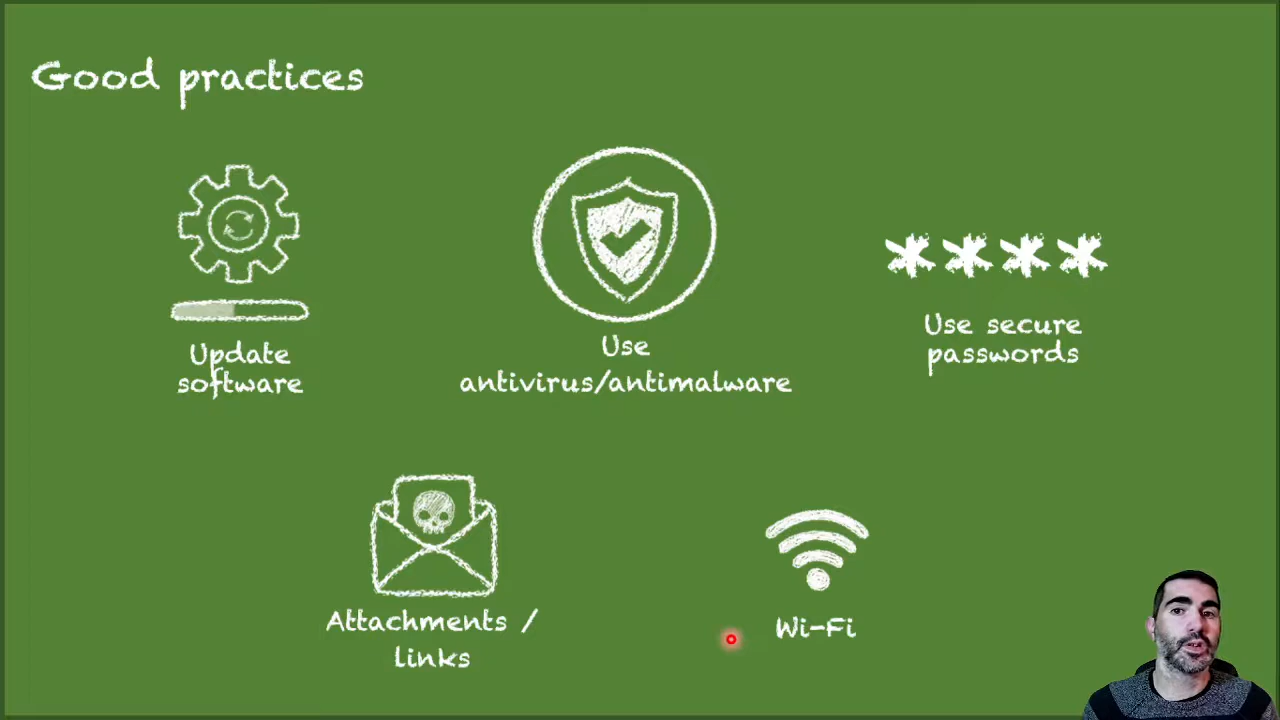 Good practices
Update
software
Use
antivirus/antimalware
****
Use secure
passwords
Attachments /
links
Wi-Fi